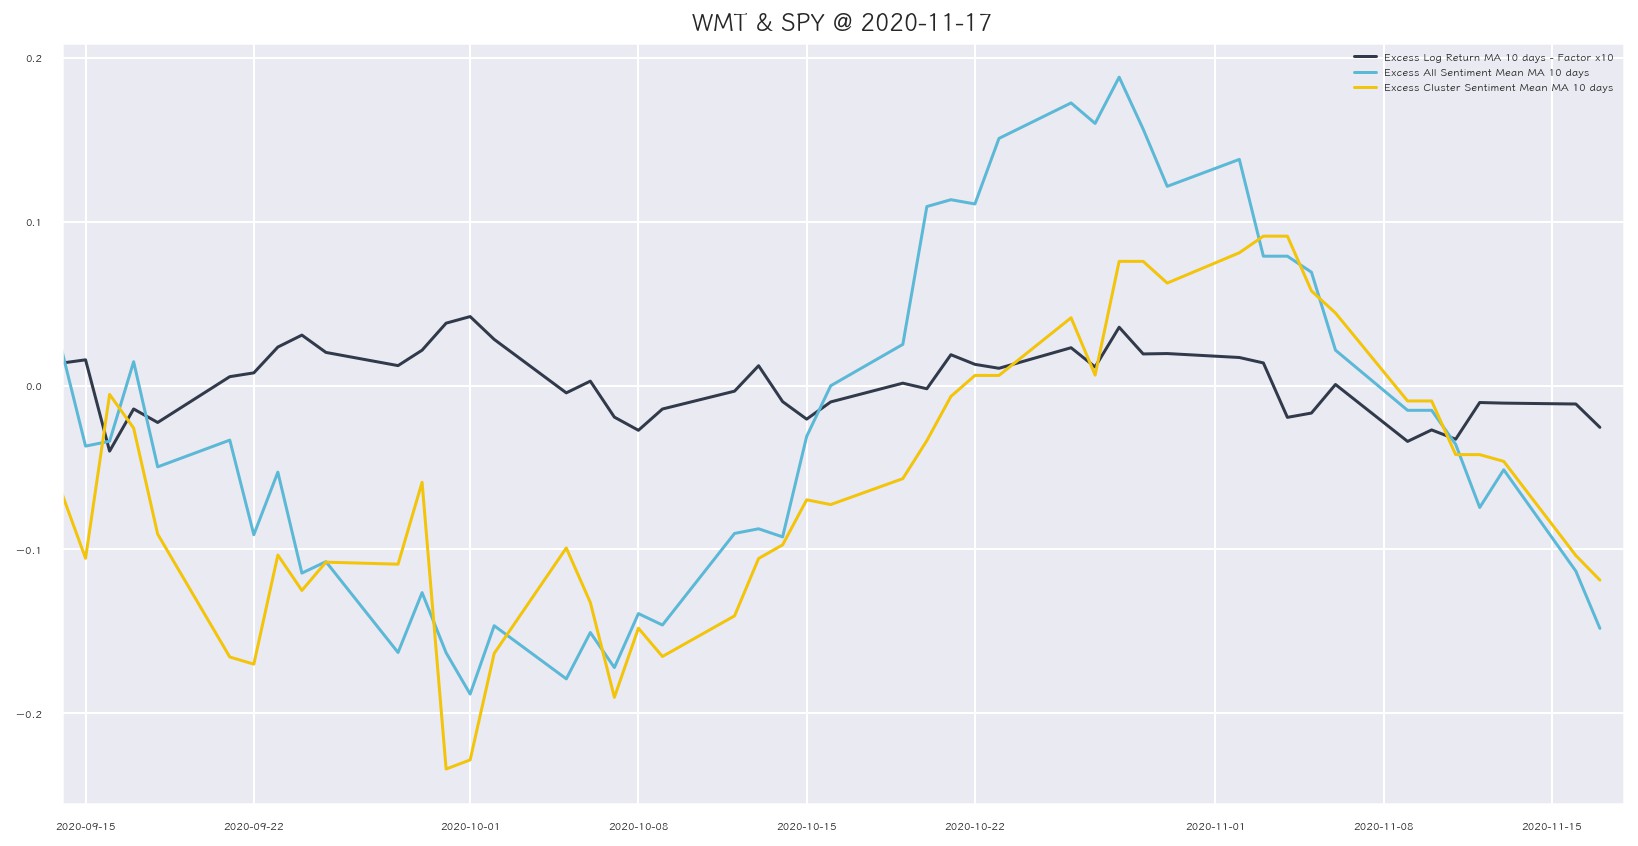 WMT & SPY @ 2020-11-17
Excess Log Return MA 10 days - Factor x10
Excess All Sentiment Mean MA 10 days
Excess Cluster Sentiment Mean MA 10 days
0.2
0.1
0.0
−0.1
−0.2
2020-09-15 2020-09-22 2020-10-01 2020-10-08 2020-10-15 2020-10-22 2020-11-01 2020-11-08 2020-11-15